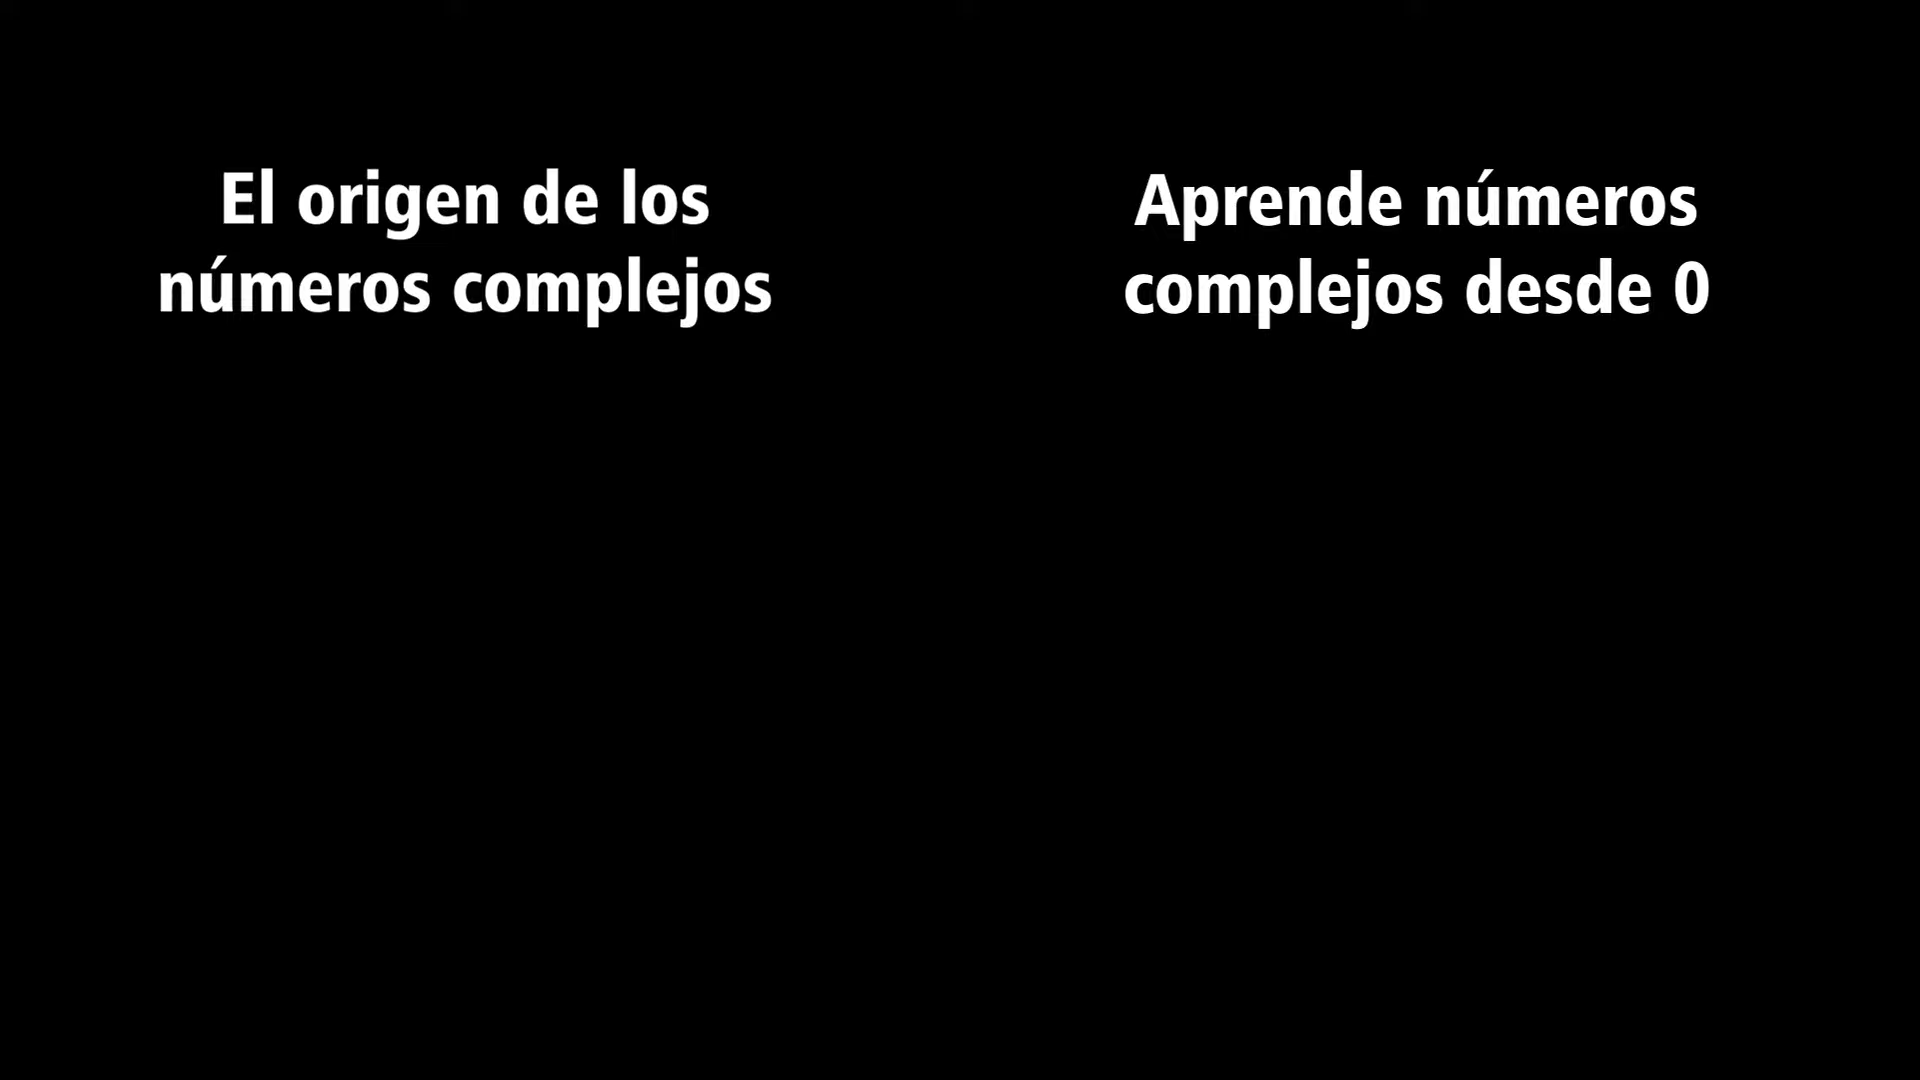 El origen de los
números complejos
Aprende números
complejos desde 0